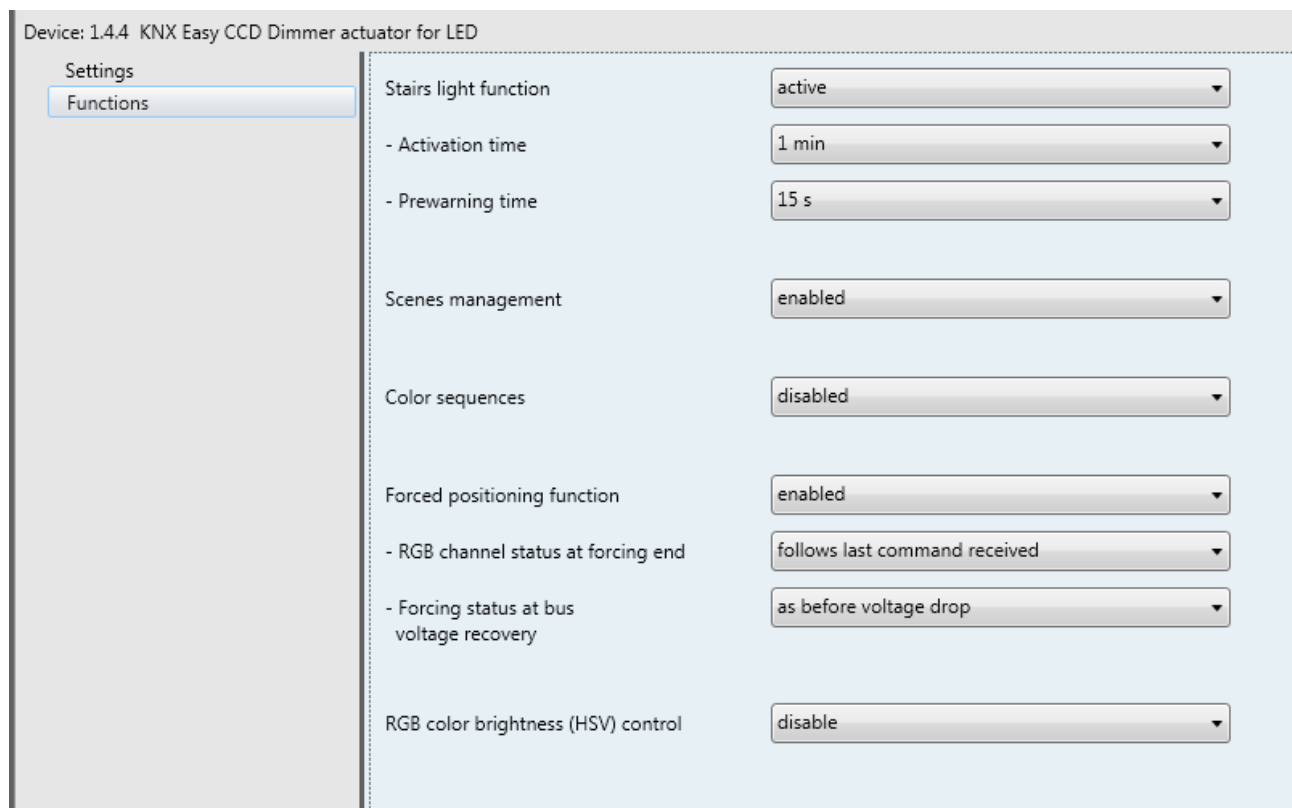 Device: 1.4.4  KNX Easy CCD Dimmer actuator for LED
Settings
Functions
Stairs light function
active
- Activation time
1 min
- Prewarning time
15 s
Scenes management
enabled
Color sequences
disabled
Forced positioning function
enabled
- RGB channel status at forcing end
follows last command received
- Forcing status at bus
voltage recovery
as before voltage drop
RGB color brightness (HSV) control
disable